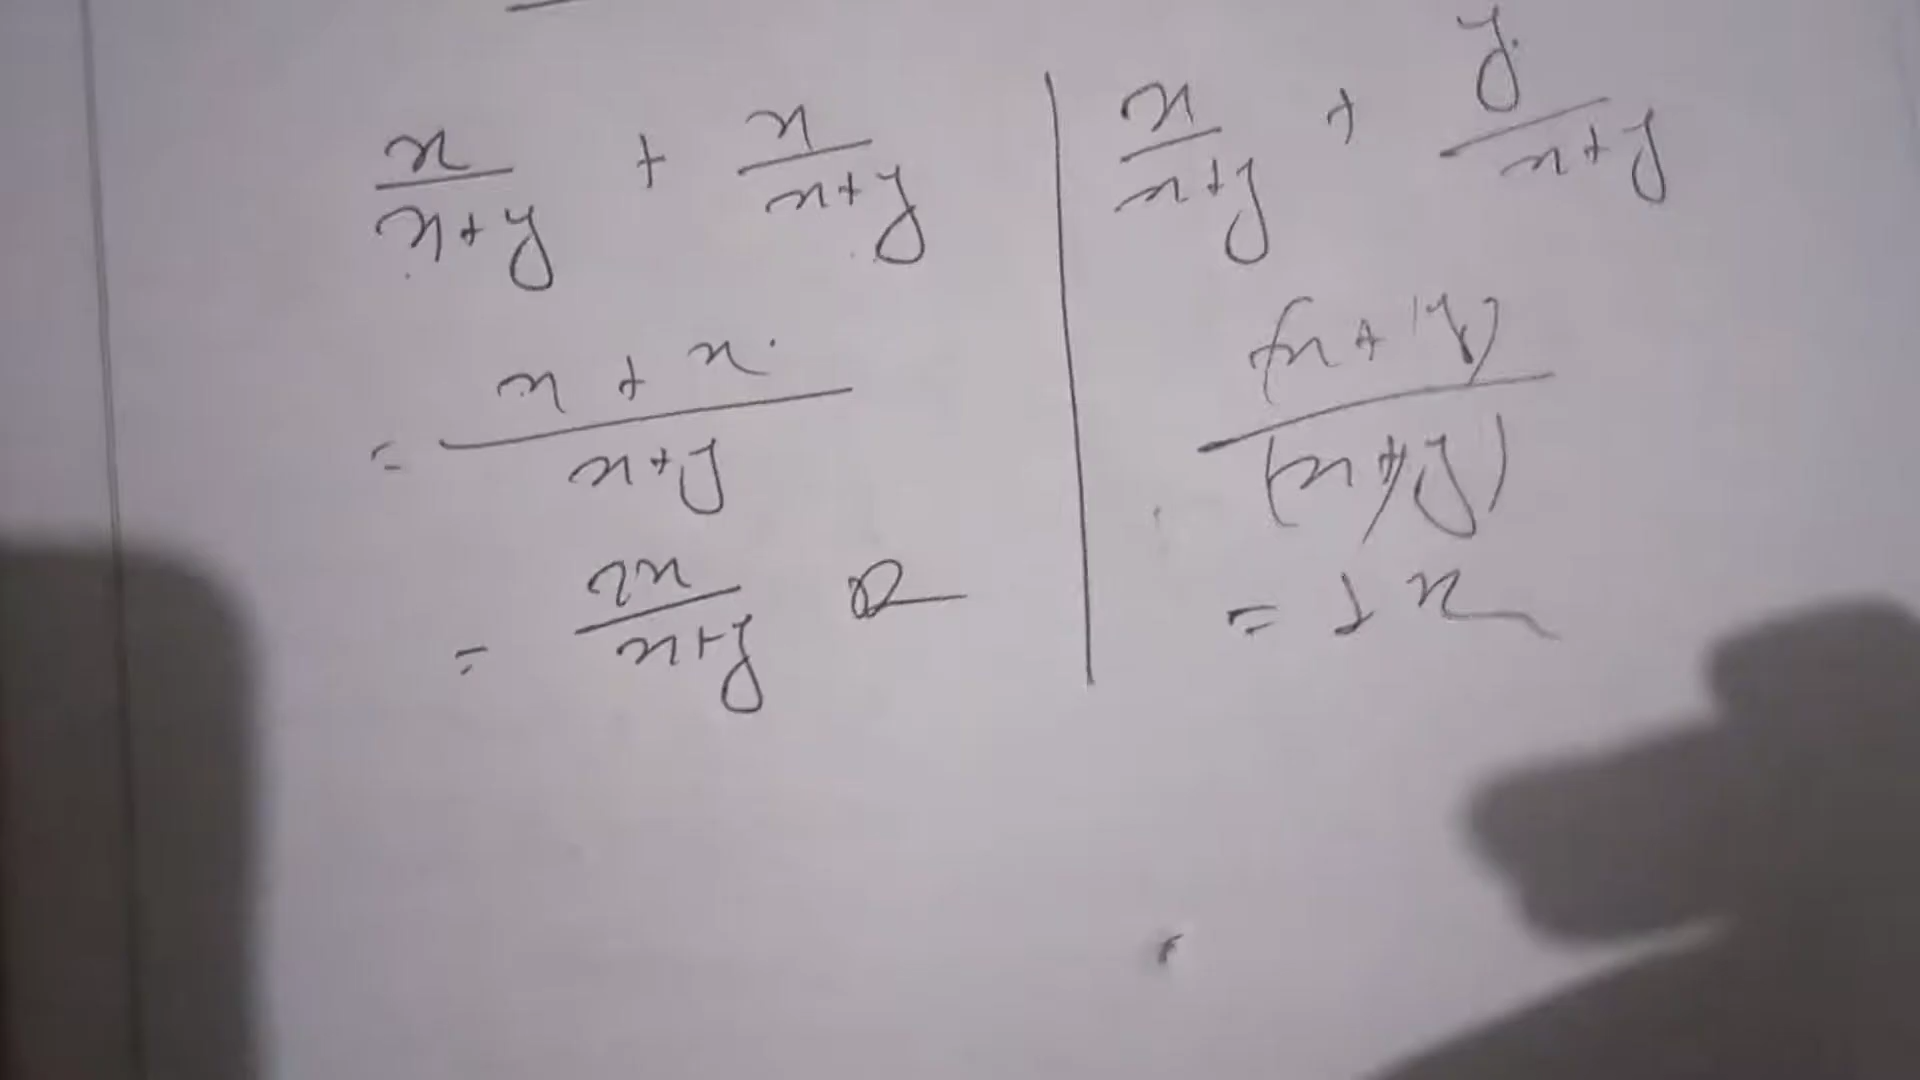 x/(x+y) + x/(x+y)
= (x + x)/(x+y)
= 2x/(x+y)
x/(x+y) + y/(x+y)
(x + y)/(x+y)
= 1